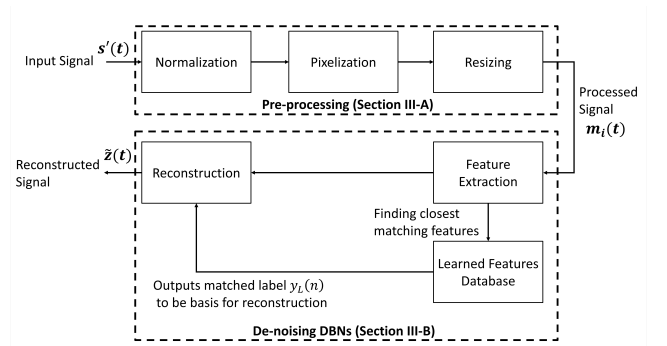 Input Signal
s′(t)
Normalization
Pixelization
Resizing
Pre-processing (Section III-A)
Processed
Signal
mᵢ(t)
Reconstructed
Signal
z̃(t)
Reconstruction
Feature
Extraction
Finding closest
matching features
Learned Features
Database
Outputs matched label y_L(n)
to be basis for reconstruction
De-noising DBNs (Section III-B)